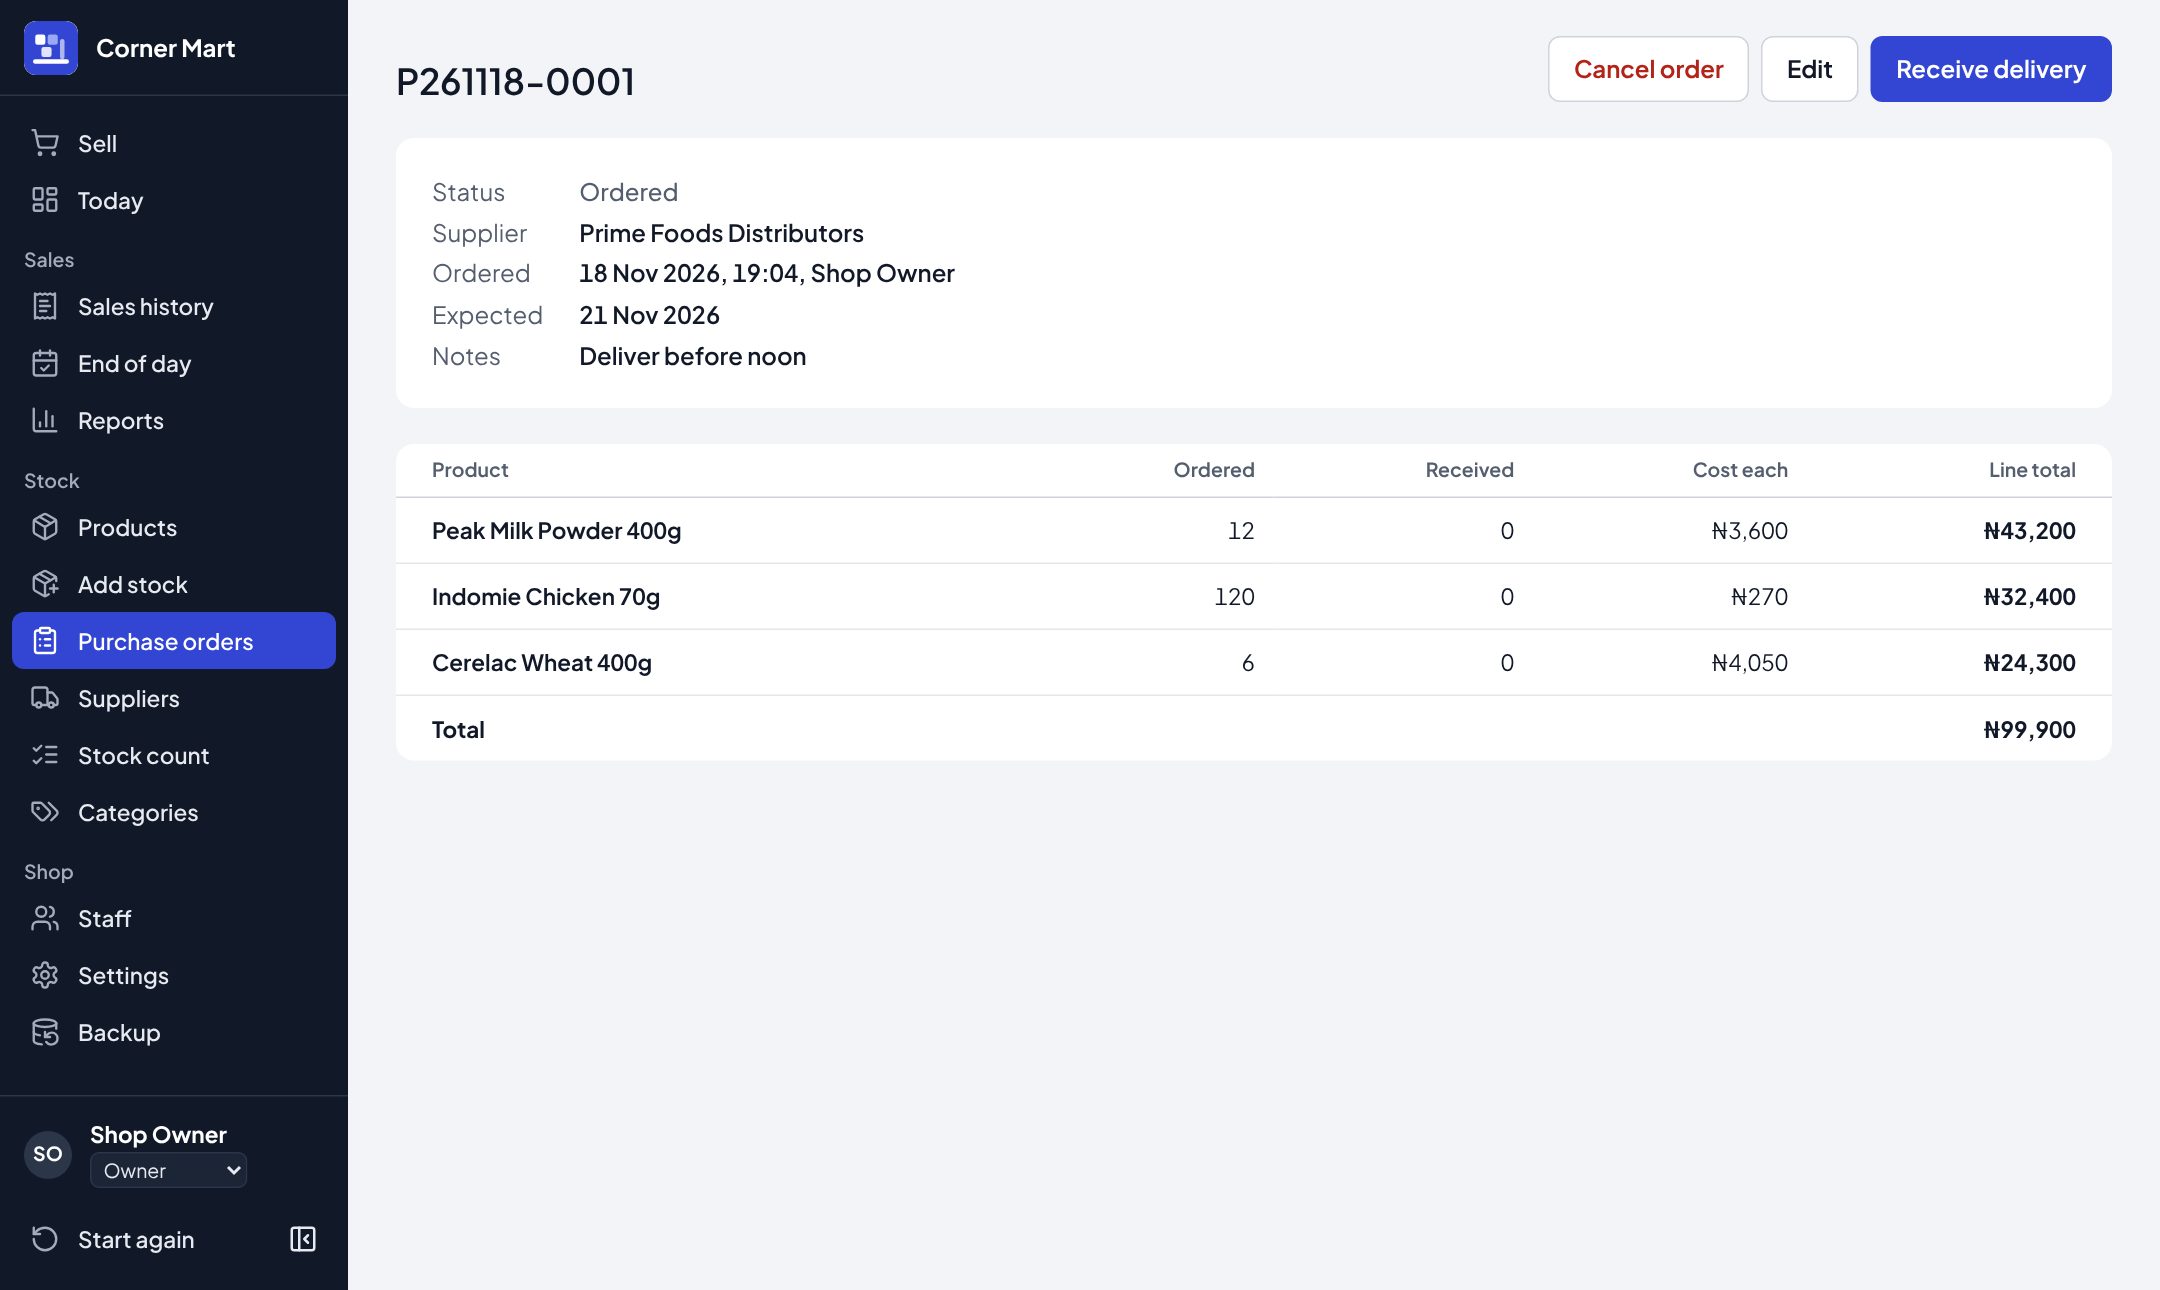 Corner Mart
Sell
Today
Sales
Sales history
End of day
Reports
Stock
Products
Add stock
Purchase orders
Suppliers
Stock count
Categories
Shop
Staff
Settings
Backup
SO
Shop Owner
Owner
Start again
P261118-0001
Cancel order Edit Receive delivery
Status Ordered
Supplier Prime Foods Distributors
Ordered 18 Nov 2026, 19:04, Shop Owner
Expected 21 Nov 2026
Notes Deliver before noon
Product Ordered Received Cost each Line total
Peak Milk Powder 400g 12 0 ₦3,600 ₦43,200
Indomie Chicken 70g 120 0 ₦270 ₦32,400
Cerelac Wheat 400g 6 0 ₦4,050 ₦24,300
Total ₦99,900